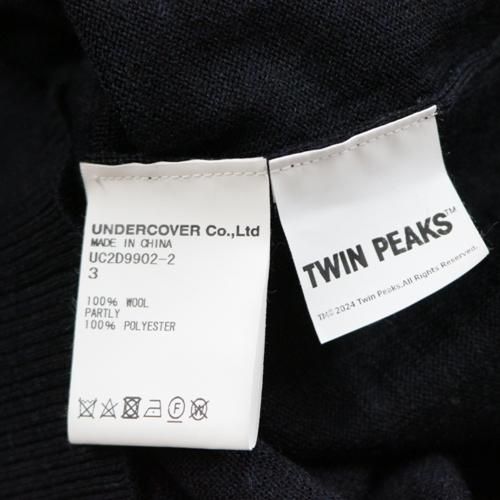 UNDERCOVER Co.,Ltd
MADE IN CHINA
UC2D9902-2
3
100% WOOL
PARTLY
100% POLYESTER
F
W
TWIN PEAKS™
TM© 2024 Twin Peaks. All Rights Reserved.